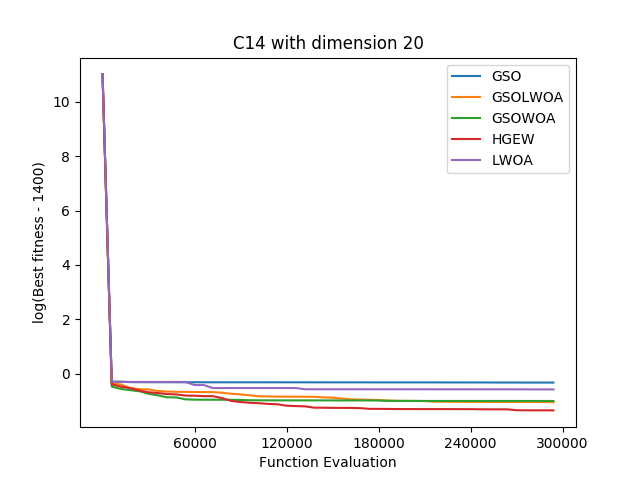 C14 with dimension 20
GSO
GSOLWOA
GSOWOA
HGEW
LWOA
log(Best fitness - 1400)
10
8
6
4
2
0
60000 120000 180000 240000 300000
Function Evaluation